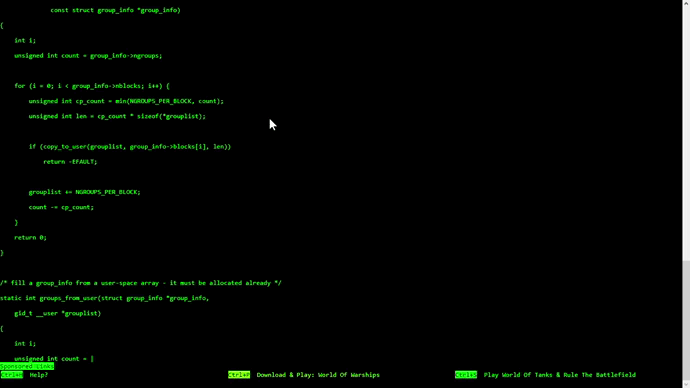 const struct group_info *group_info)
{
int i;
unsigned int count = group_info->ngroups;
for (i = 0; i < group_info->nblocks; i++) {
unsigned int cp_count = min(NGROUPS_PER_BLOCK, count);
unsigned int len = cp_count * sizeof(*grouplist);
if (copy_to_user(grouplist, group_info->blocks[i], len))
return -EFAULT;
grouplist += NGROUPS_PER_BLOCK;
count -= cp_count;
}
return 0;
}
/* fill a group_info from a user-space array - it must be allocated already */
static int groups_from_user(struct group_info *group_info,
gid_t __user *grouplist)
{
int i;
unsigned int count = |
Sponsored Links
Help?
Ctrl+P Download & Play: World Of Warships
Ctrl+S Play World Of Tanks & Rule The Battlefield